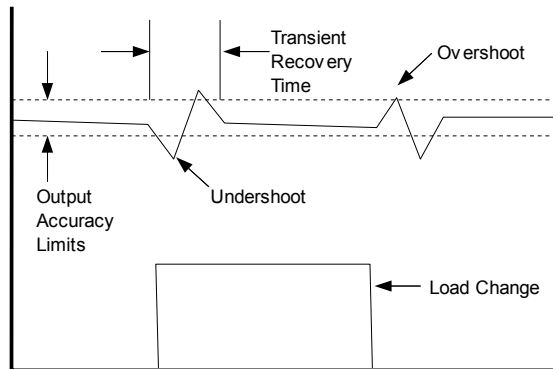 Transient
Recovery
Time
Overshoot
Output
Accuracy
Limits
Undershoot
Load Change